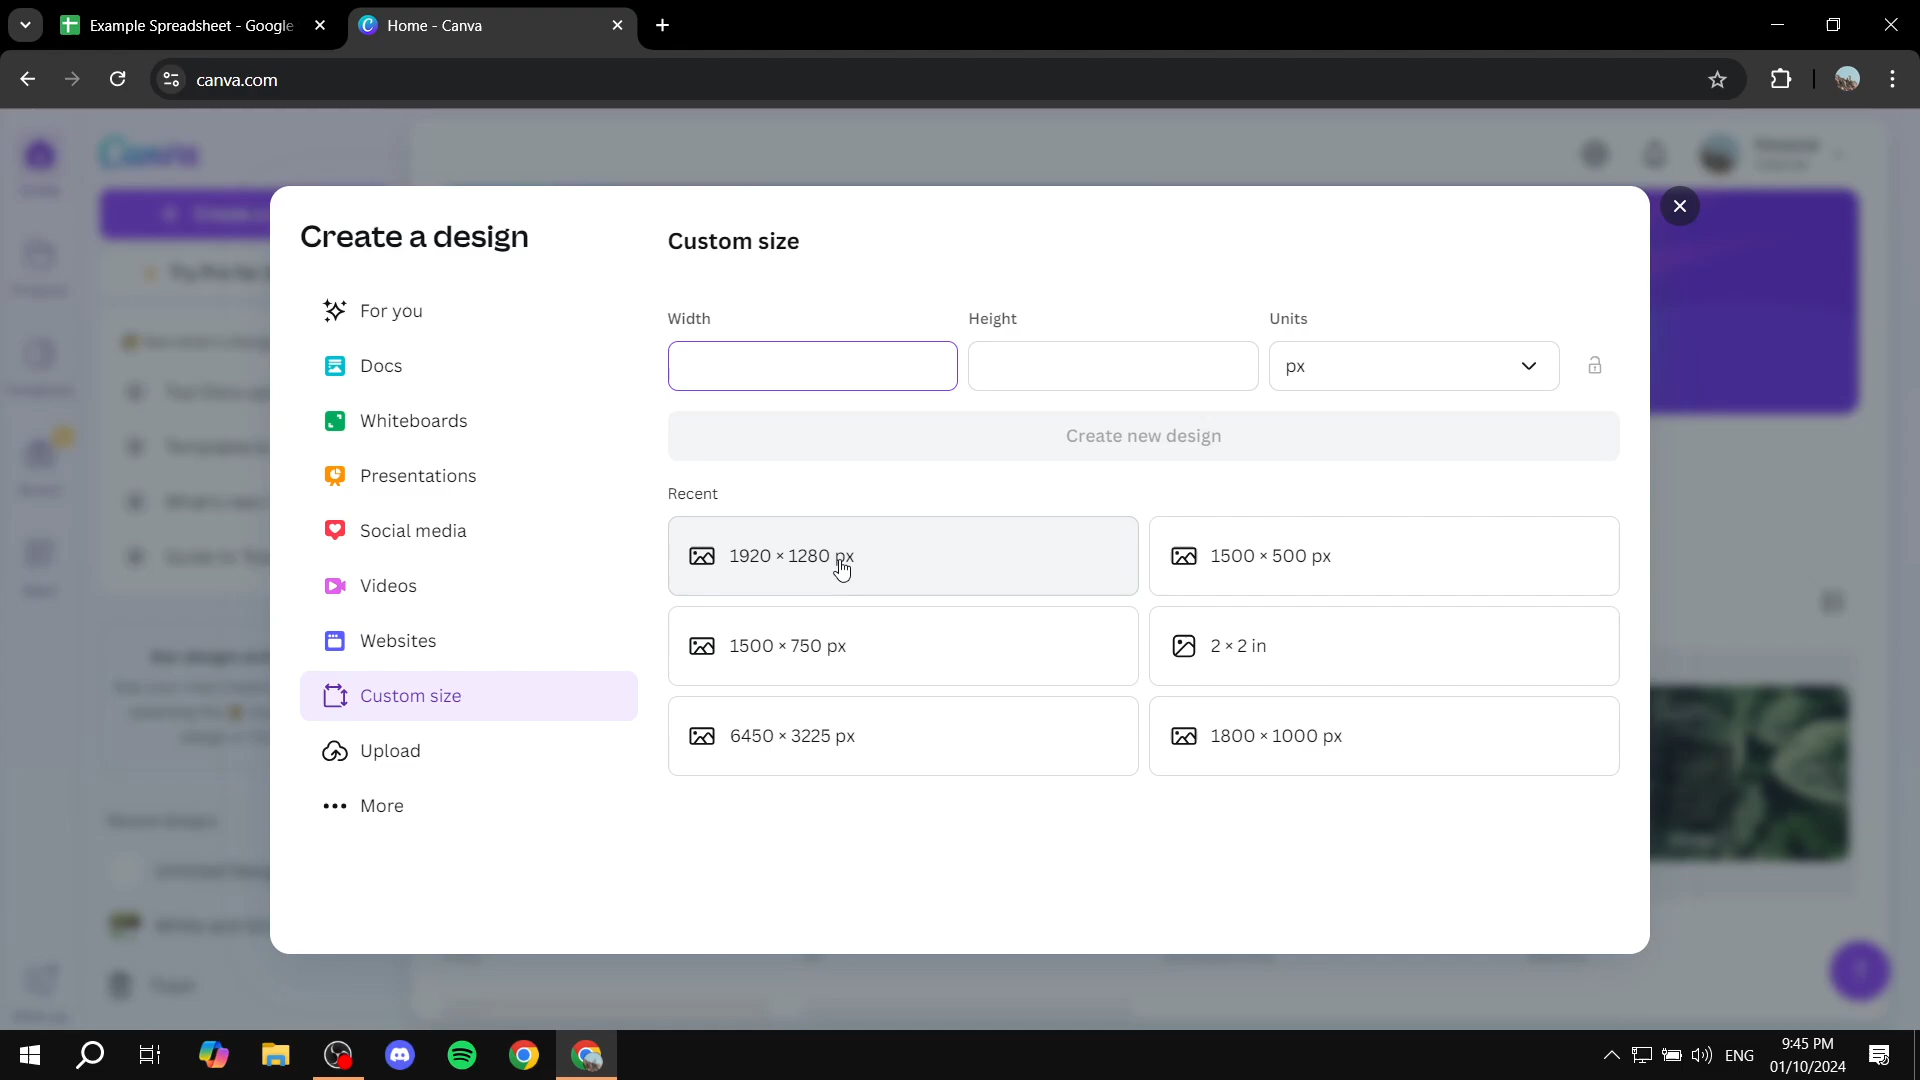 Example Spreadsheet - Google
Home - Canva
canva.com
Canva
Create a design
For you
Docs
Whiteboards
Presentations
Social media
Videos
Websites
Custom size
Upload
More
Custom size
Width
Height
Units
px
Create new design
Recent
1920 × 1280 px
1500 × 500 px
1500 × 750 px
2 × 2 in
6450 × 3225 px
1800 × 1000 px
ENG
9:45 PM
01/10/2024